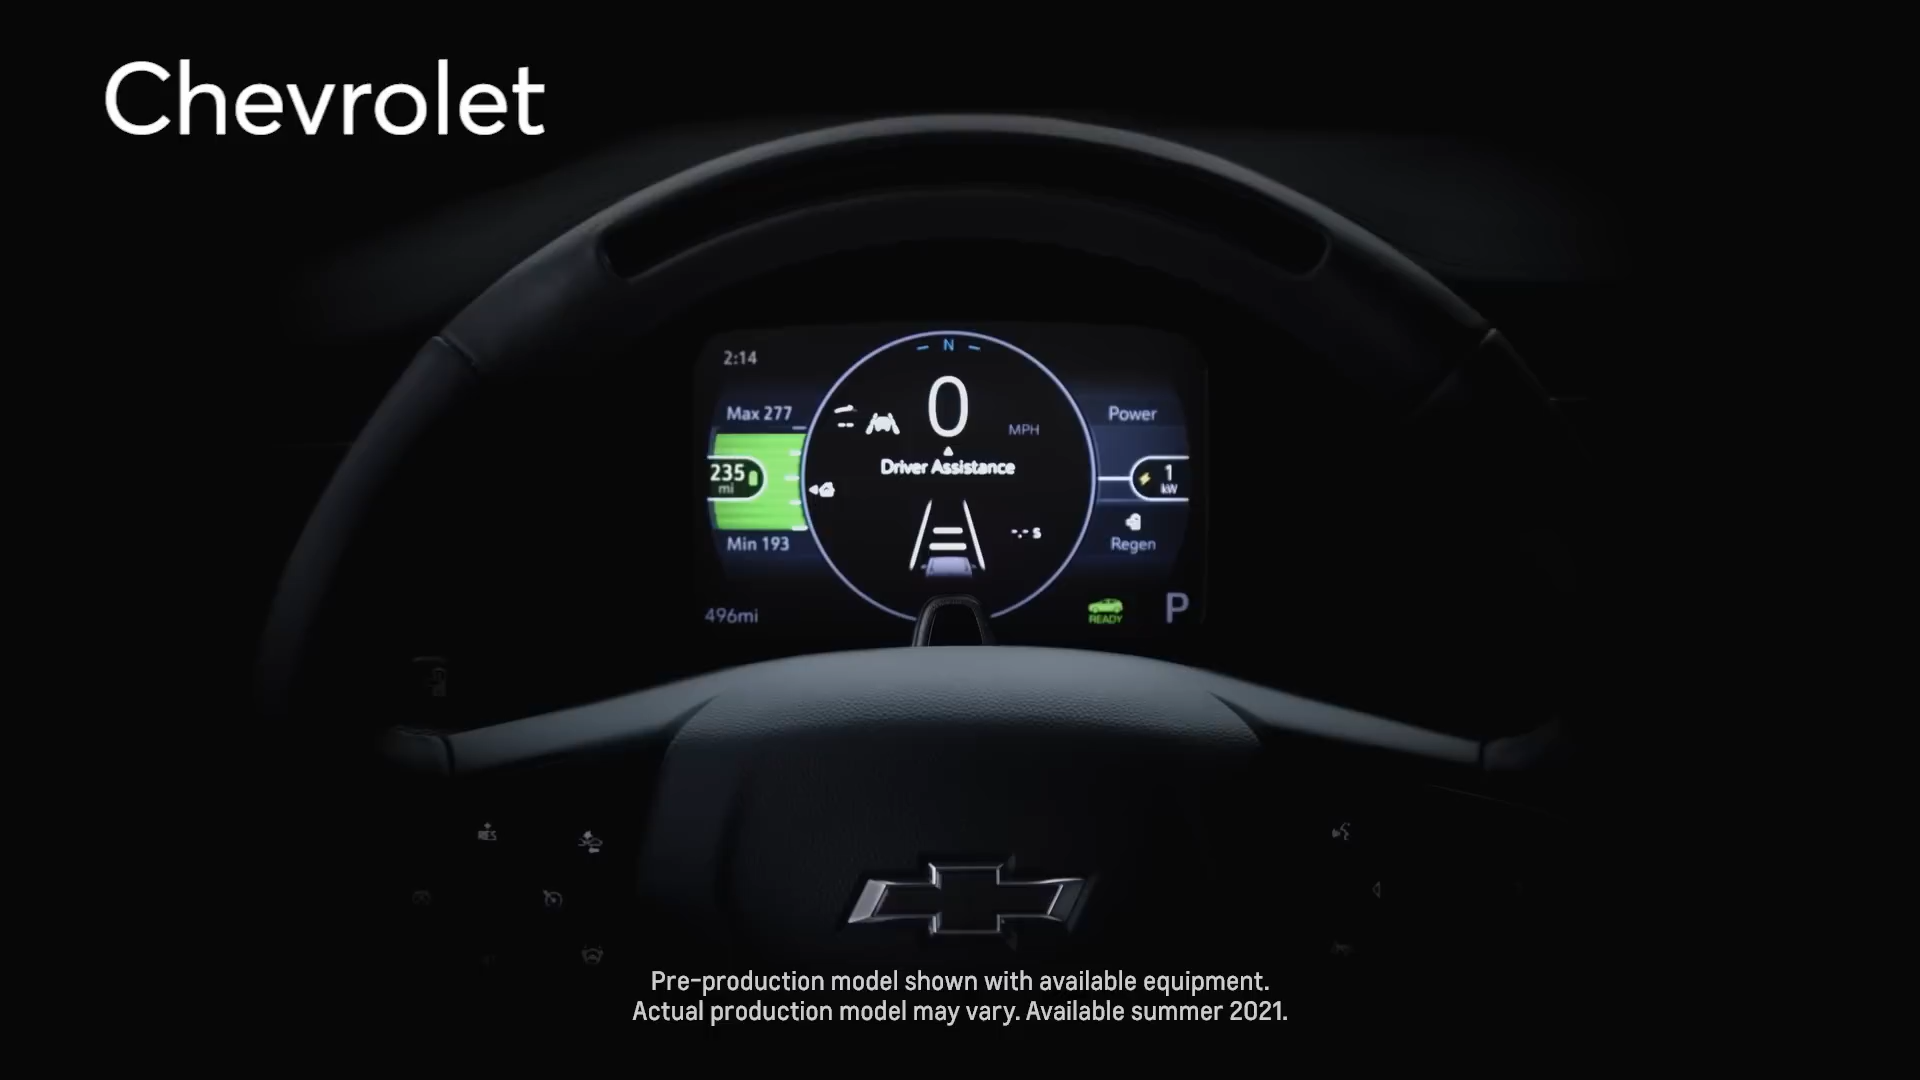 Chevrolet
2:14
N
0
MPH
Max 277
235
mi
Min 193
496mi
Driver Assistance
-.- s
Power
1
kW
Regen
READY
P
RES
Pre-production model shown with available equipment.
Actual production model may vary. Available summer 2021.